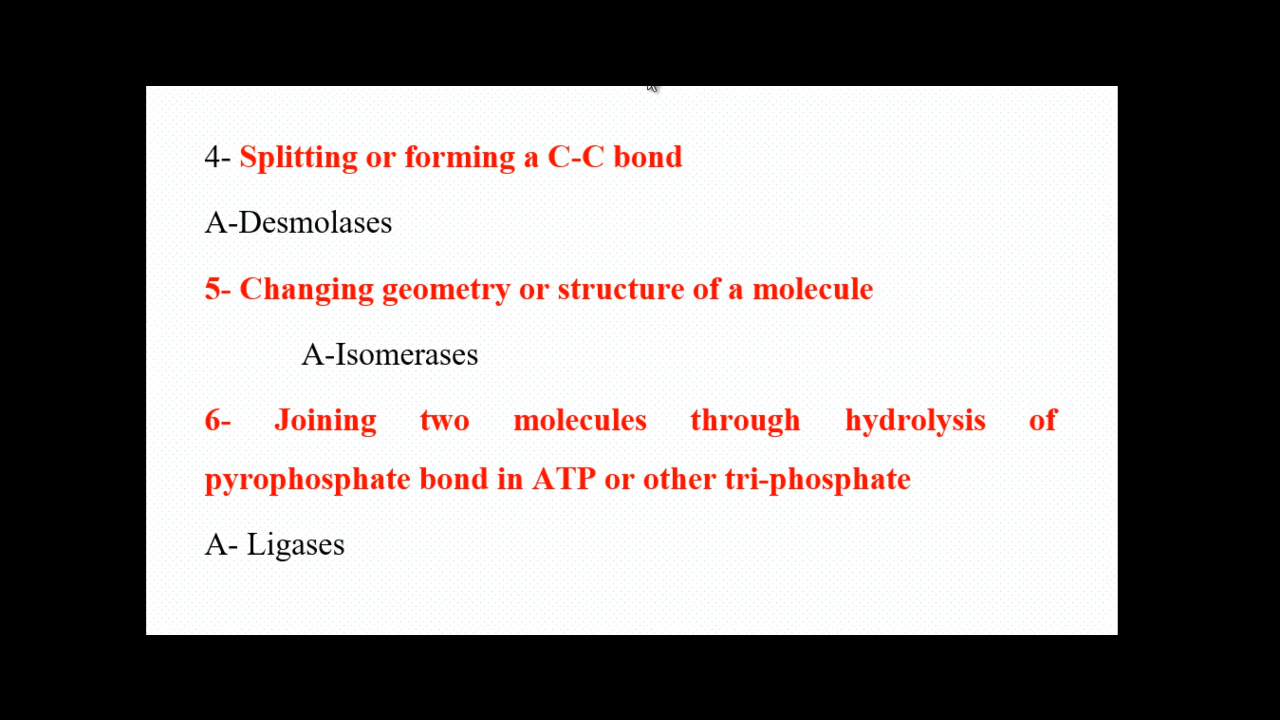 4- Splitting or forming a C-C bond
A-Desmolases
5- Changing geometry or structure of a molecule
A-Isomerases
6- Joining two molecules through hydrolysis of
pyrophosphate bond in ATP or other tri-phosphate
A- Ligases